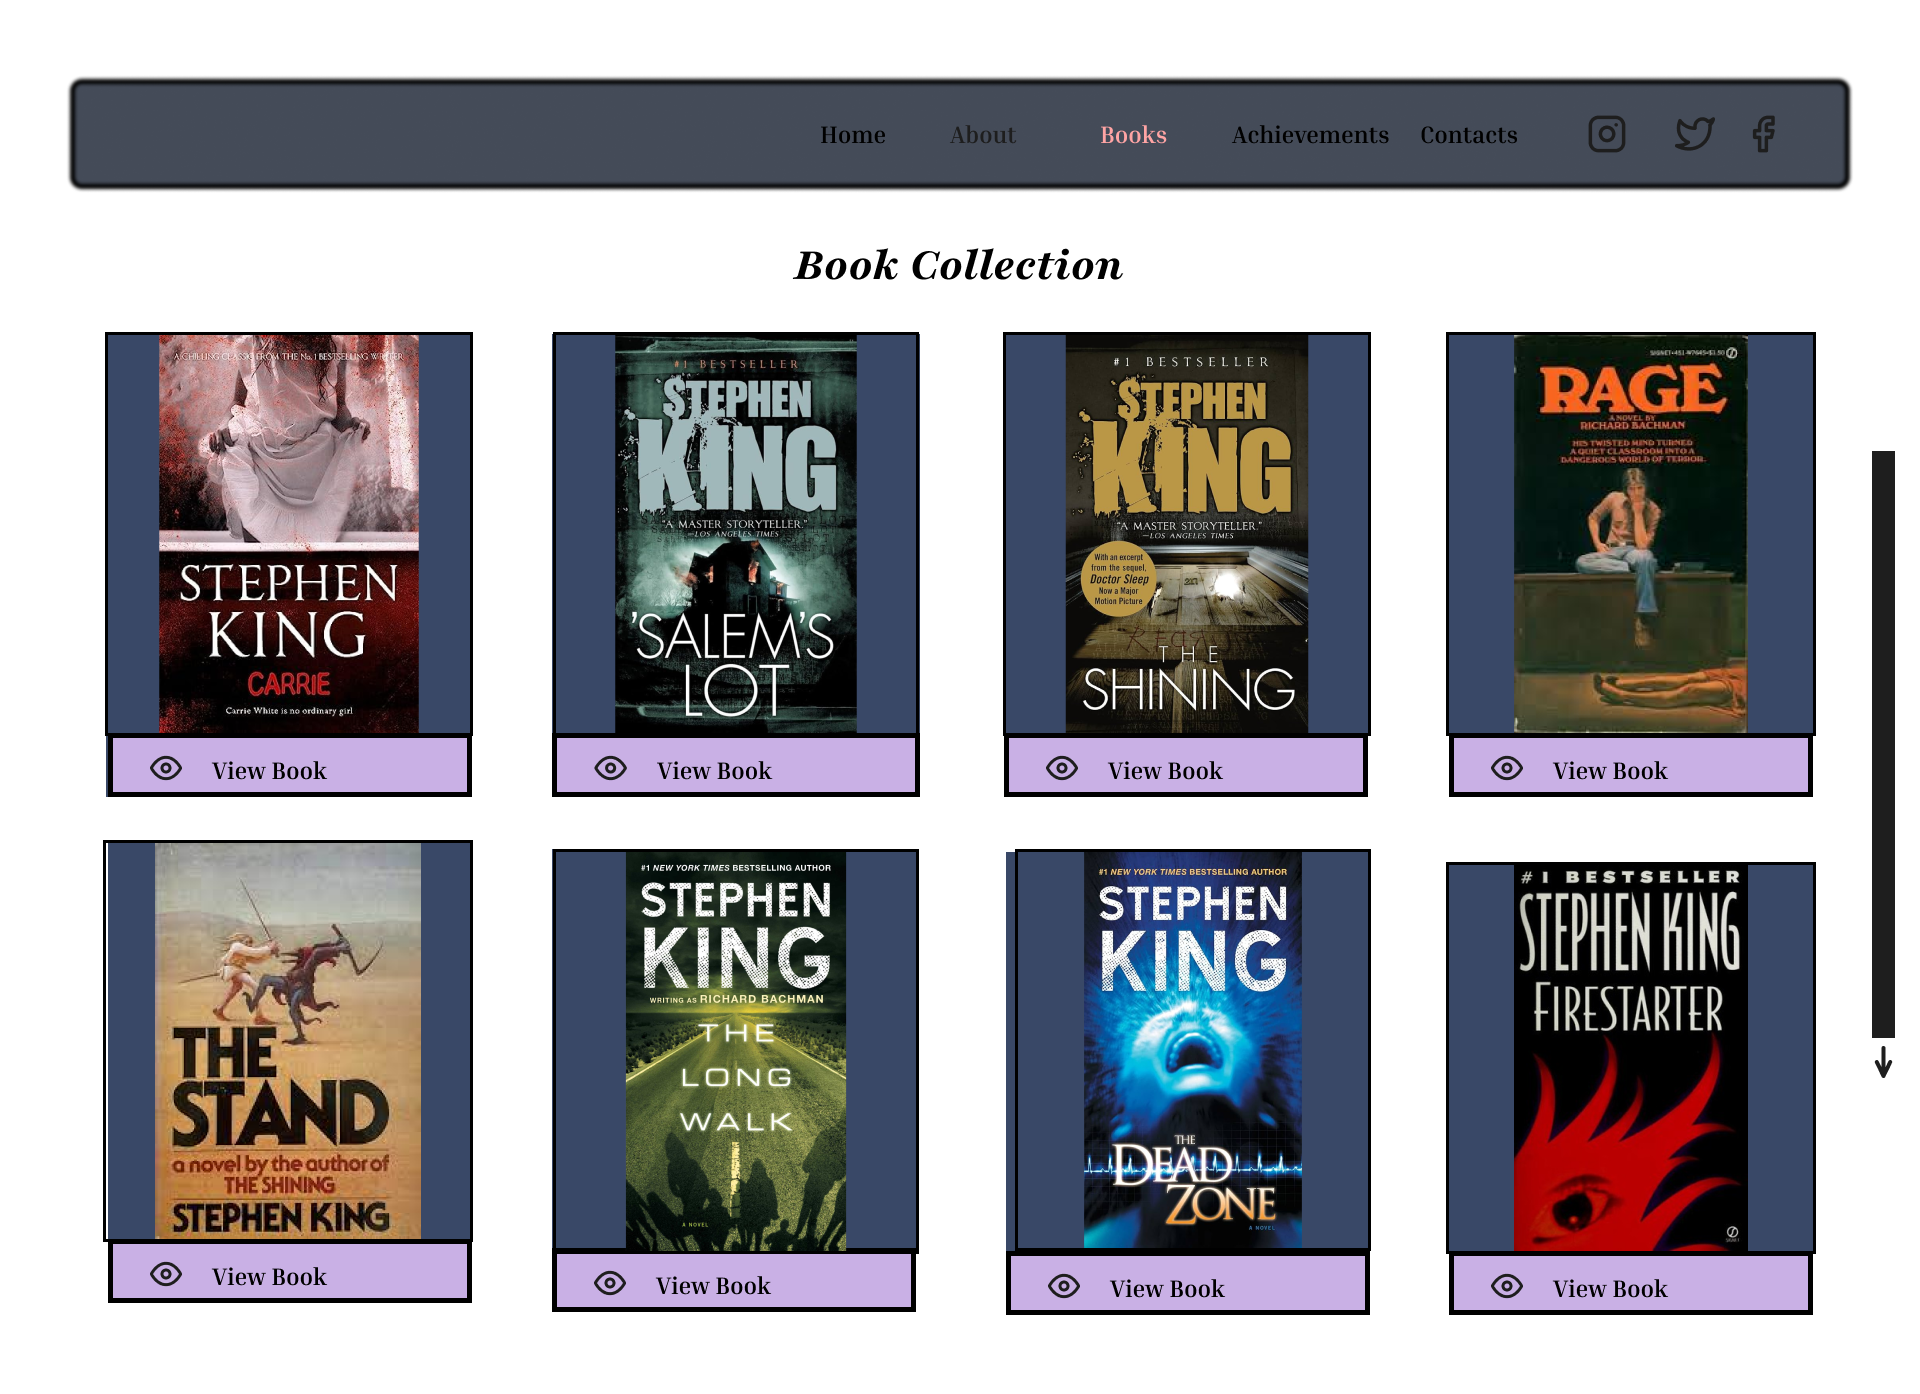 Home About Books Achievements Contacts
Book Collection
A CHILLING CLASSIC FROM THE No. 1 BESTSELLING WRITER
STEPHEN
KING
CARRIE
Carrie White is no ordinary girl
#1 BESTSELLER
STEPHEN
KING
"A MASTER STORYTELLER."
—LOS ANGELES TIMES
'SALEM'S
LOT
#1 BESTSELLER
STEPHEN
KING
"A MASTER STORYTELLER."
—LOS ANGELES TIMES
With an excerpt
from the sequel,
Doctor Sleep
Now a Major
Motion Picture
THE
SHINING
SIGNET•451-W7645•$1.50
RAGE
A NOVEL BY
RICHARD BACHMAN
HIS TWISTED MIND TURNED
A QUIET CLASSROOM INTO A
DANGEROUS WORLD OF TERROR.
View Book
View Book
View Book
View Book
THE
STAND
a novel by the author of
THE SHINING
STEPHEN KING
#1 NEW YORK TIMES BESTSELLING AUTHOR
STEPHEN
KING
WRITING AS RICHARD BACHMAN
THE
LONG
WALK
A NOVEL
#1 NEW YORK TIMES BESTSELLING AUTHOR
STEPHEN
KING
THE
DEAD
ZONE
A NOVEL
#1 BESTSELLER
STEPHEN KING
FIRESTARTER
View Book
View Book
View Book
View Book